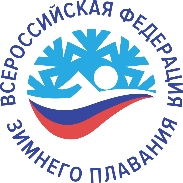 ВСЕРОССИЙСКАЯ ФЕДЕРАЦИЯ
ЗИМНЕГО ПЛАВАНИЯ